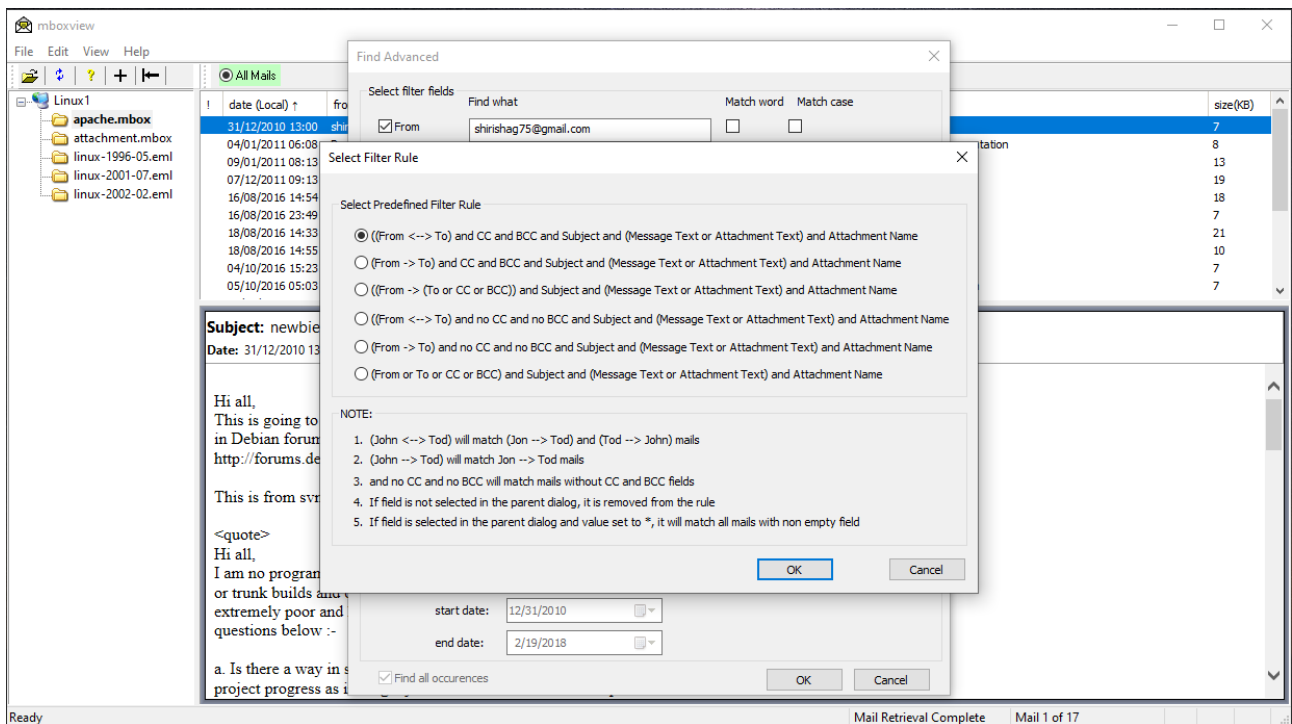 mboxview
File Edit View Help
All Mails
Linux1
apache.mbox
attachment.mbox
linux-1996-05.eml
linux-2001-07.eml
linux-2002-02.eml
! date (Local) ↑ fro size(KB)
31/12/2010 13:00 shir 7
04/01/2011 06:08 tation 8
09/01/2011 08:13 13
07/12/2011 09:13 19
16/08/2016 14:54 18
16/08/2016 23:49 7
18/08/2016 14:33 21
18/08/2016 14:55 10
04/10/2016 15:23 7
05/10/2016 05:03 7
Find Advanced
Select filter fields
Find what Match word Match case
From shirishag75@gmail.com
Select Filter Rule
Select Predefined Filter Rule
((From <--> To) and CC and BCC and Subject and (Message Text or Attachment Text) and Attachment Name
(From -> To) and CC and BCC and Subject and (Message Text or Attachment Text) and Attachment Name
((From -> (To or CC or BCC)) and Subject and (Message Text or Attachment Text) and Attachment Name
((From <--> To) and no CC and no BCC and Subject and (Message Text or Attachment Text) and Attachment Name
(From -> To) and no CC and no BCC and Subject and (Message Text or Attachment Text) and Attachment Name
(From or To or CC or BCC) and Subject and (Message Text or Attachment Text) and Attachment Name
NOTE:
1. (John <--> Tod) will match (Jon --> Tod) and (Tod --> John) mails
2. (John --> Tod) will match Jon --> Tod mails
3. and no CC and no BCC will match mails without CC and BCC fields
4. If field is not selected in the parent dialog, it is removed from the rule
5. If field is selected in the parent dialog and value set to *, it will match all mails with non empty field
OK Cancel
start date: 12/31/2010
end date: 2/19/2018
Find all occurences
OK Cancel
Subject: newbie
Date: 31/12/2010 13
Hi all,
This is going to
in Debian forum
http://forums.de
This is from svn
<quote>
Hi all,
I am no program
or trunk builds and
extremely poor and
questions below :-
a. Is there a way in s
project progress as i
Ready Mail Retrieval Complete Mail 1 of 17